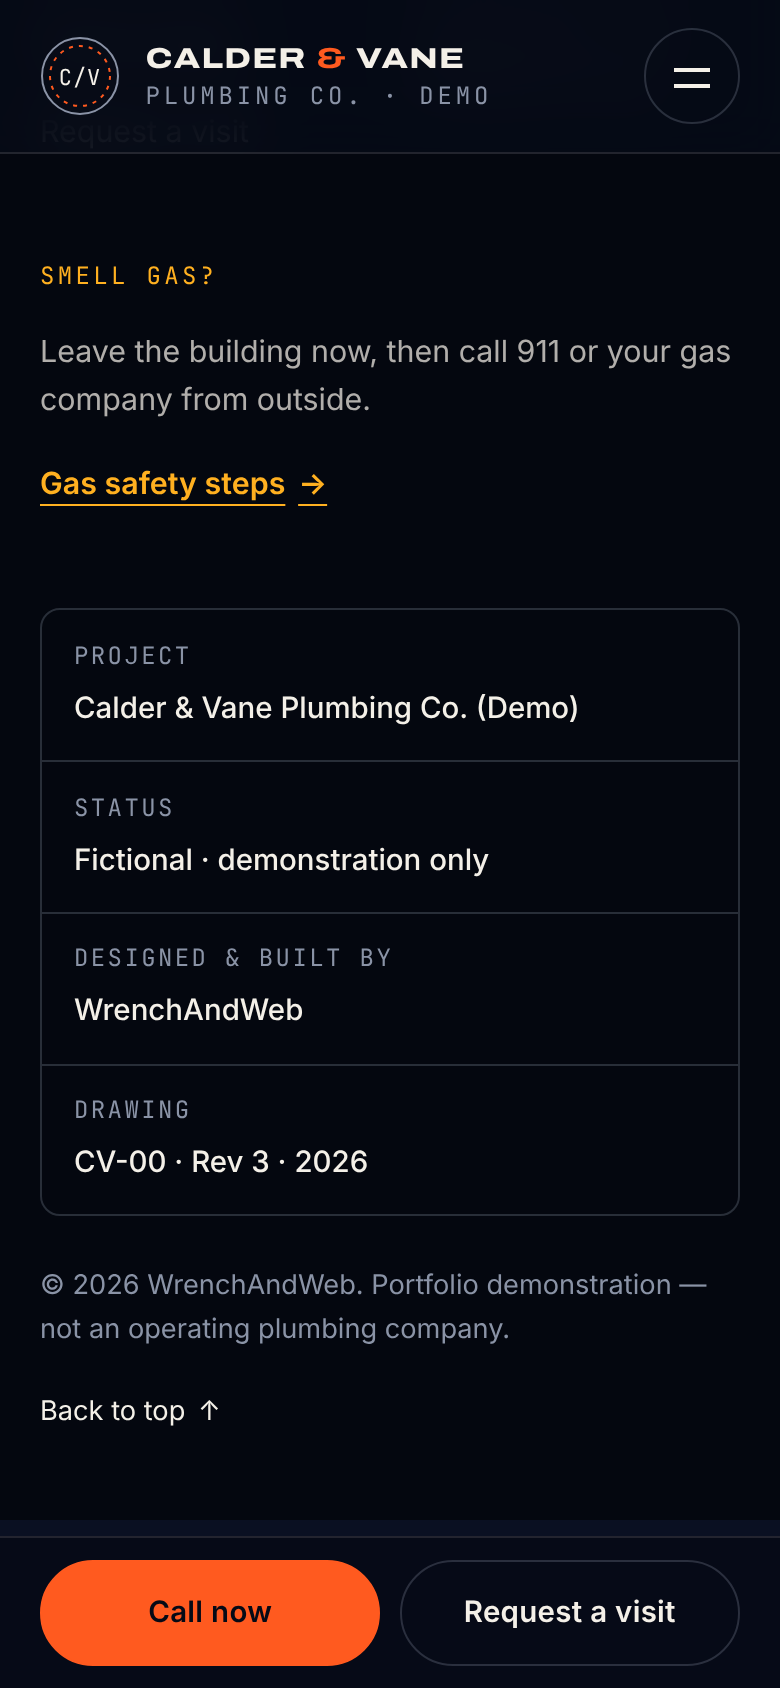 C/V
CALDER & VANE
PLUMBING CO. · DEMO
Request a visit
SMELL GAS?
Leave the building now, then call 911 or your gas
company from outside.
Gas safety steps →
PROJECT
Calder & Vane Plumbing Co. (Demo)
STATUS
Fictional · demonstration only
DESIGNED & BUILT BY
WrenchAndWeb
DRAWING
CV-00 · Rev 3 · 2026
© 2026 WrenchAndWeb. Portfolio demonstration —
not an operating plumbing company.
Back to top ↑
Call now
Request a visit